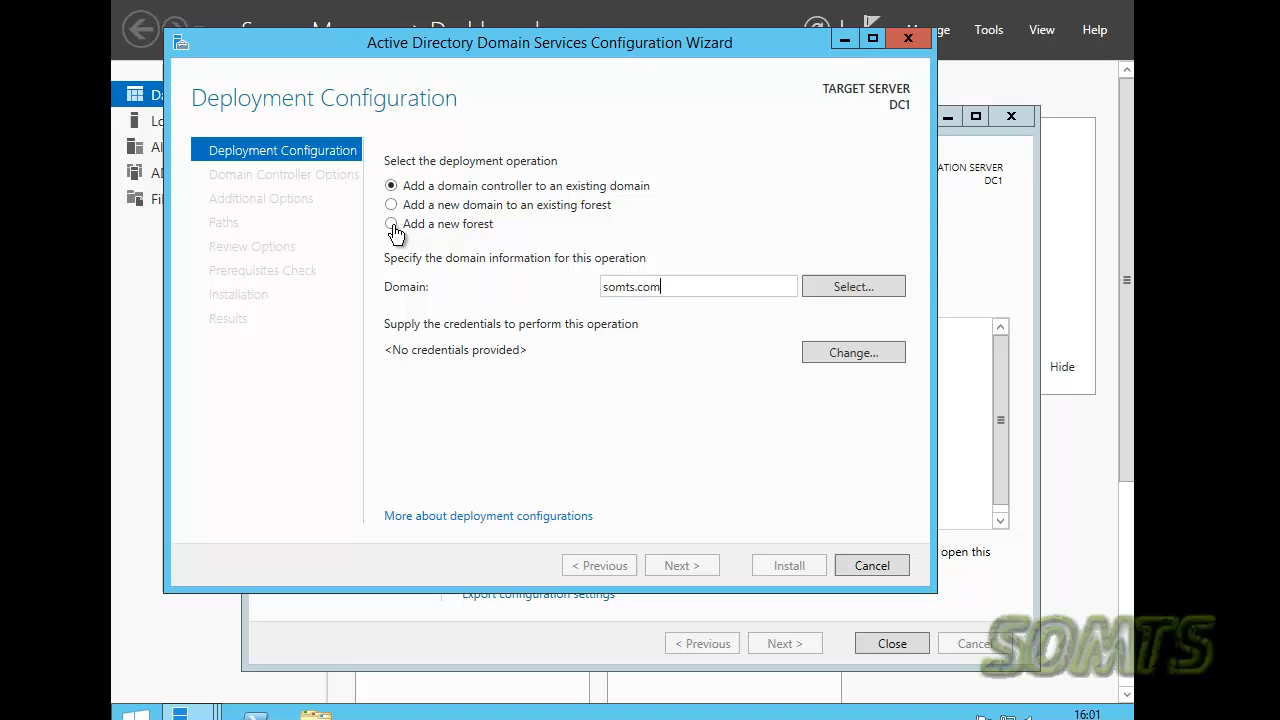 Manage
Tools
View
Help
Active Directory Domain Services Configuration Wizard
Deployment Configuration
TARGET SERVER
DC1
Deployment Configuration
Domain Controller Options
Additional Options
Paths
Review Options
Prerequisites Check
Installation
Results
Select the deployment operation
Add a domain controller to an existing domain
Add a new domain to an existing forest
Add a new forest
Specify the domain information for this operation
Domain:
somts.com
Select...
Supply the credentials to perform this operation
<No credentials provided>
Change...
More about deployment configurations
< Previous
Next >
Install
Cancel
DC1
Hide
open this
Export configuration settings
< Previous
Next >
Close
Cancel
SOMTS
16:01